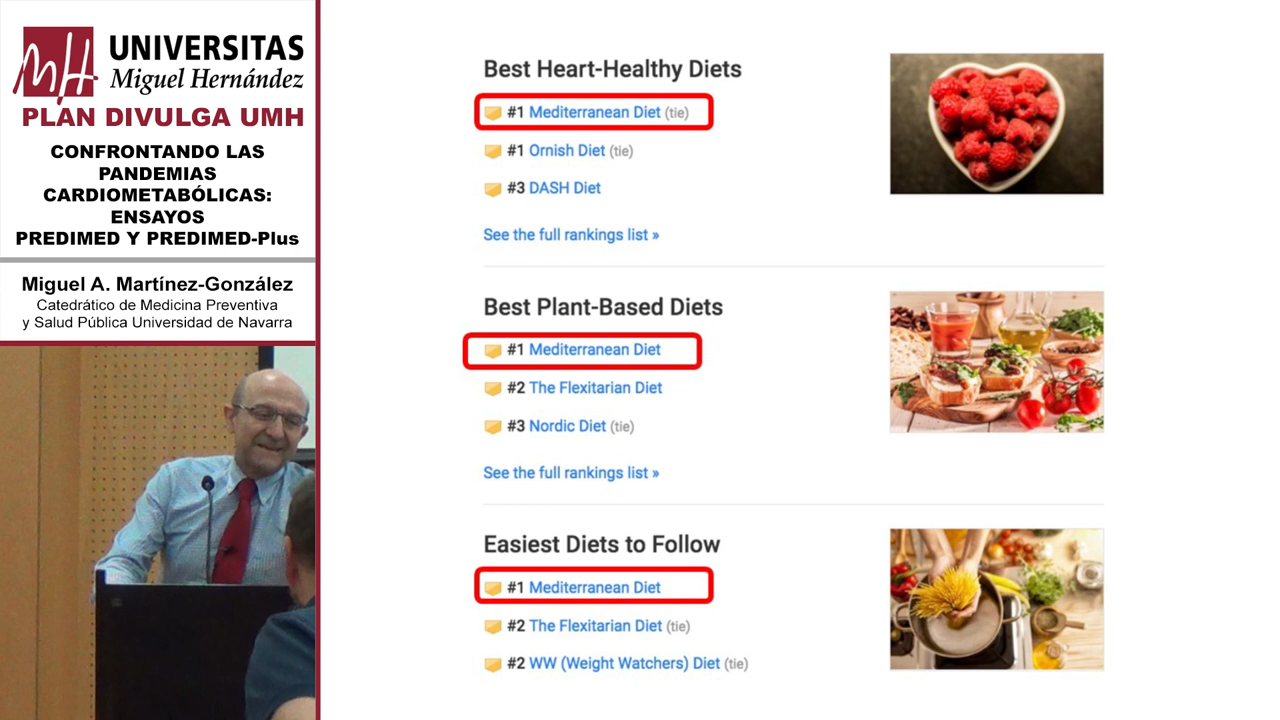 UNIVERSITAS
Miguel Hernández
PLAN DIVULGA UMH
CONFRONTANDO LAS
PANDEMIAS
CARDIOMETABÓLICAS:
ENSAYOS
PREDIMED Y PREDIMED-Plus
Miguel A. Martínez-González
Catedrático de Medicina Preventiva
y Salud Pública Universidad de Navarra
Best Heart-Healthy Diets
#1 Mediterranean Diet (tie)
#1 Ornish Diet (tie)
#3 DASH Diet
See the full rankings list »
Best Plant-Based Diets
#1 Mediterranean Diet
#2 The Flexitarian Diet
#3 Nordic Diet (tie)
See the full rankings list »
Easiest Diets to Follow
#1 Mediterranean Diet
#2 The Flexitarian Diet (tie)
#2 WW (Weight Watchers) Diet (tie)